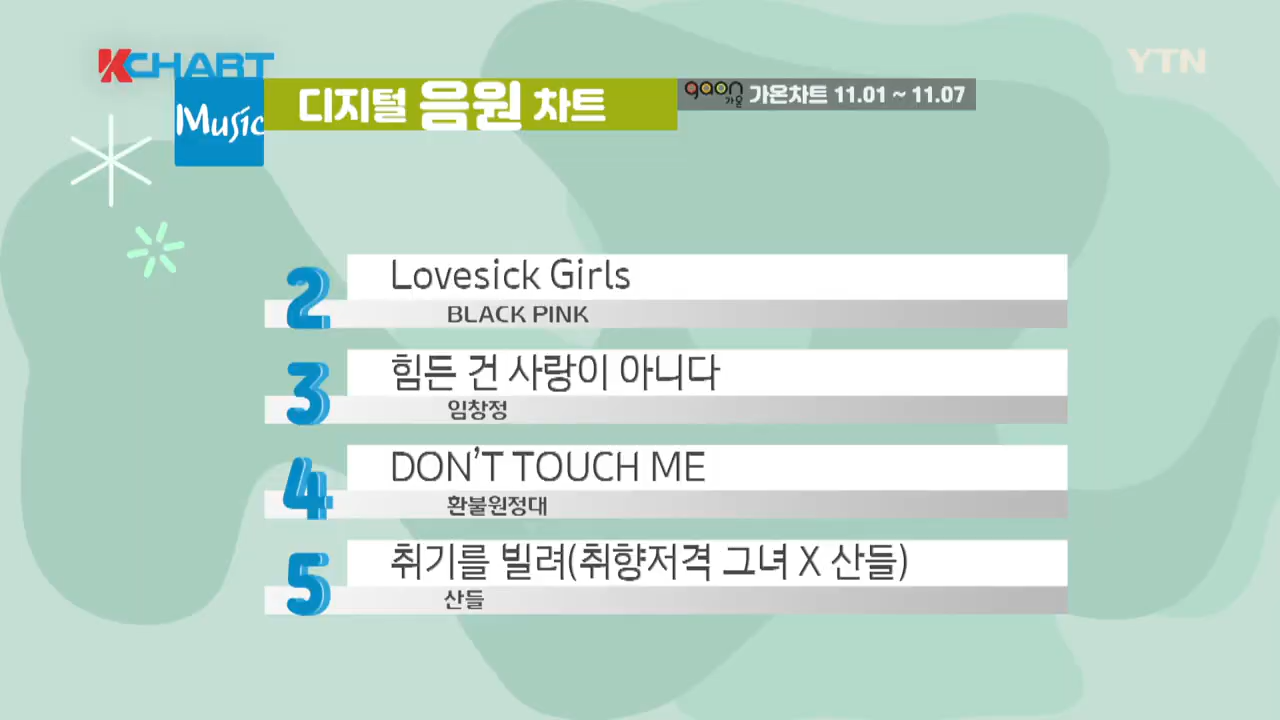 KCHART
YTN
Music
디지털 음원 차트
gaon 가온 가온차트 11.01 ~ 11.07
2
Lovesick Girls
BLACK PINK
3
힘든 건 사랑이 아니다
임창정
4
DON'T TOUCH ME
환불원정대
5
취기를 빌려(취향저격 그녀 X 산들)
산들